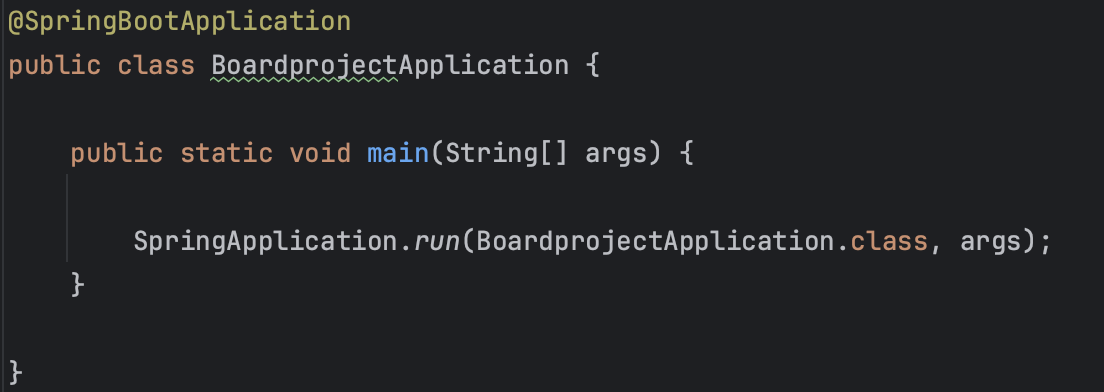 @SpringBootApplication
public class BoardprojectApplication {
public static void main(String[] args) {
SpringApplication.run(BoardprojectApplication.class, args);
}
}